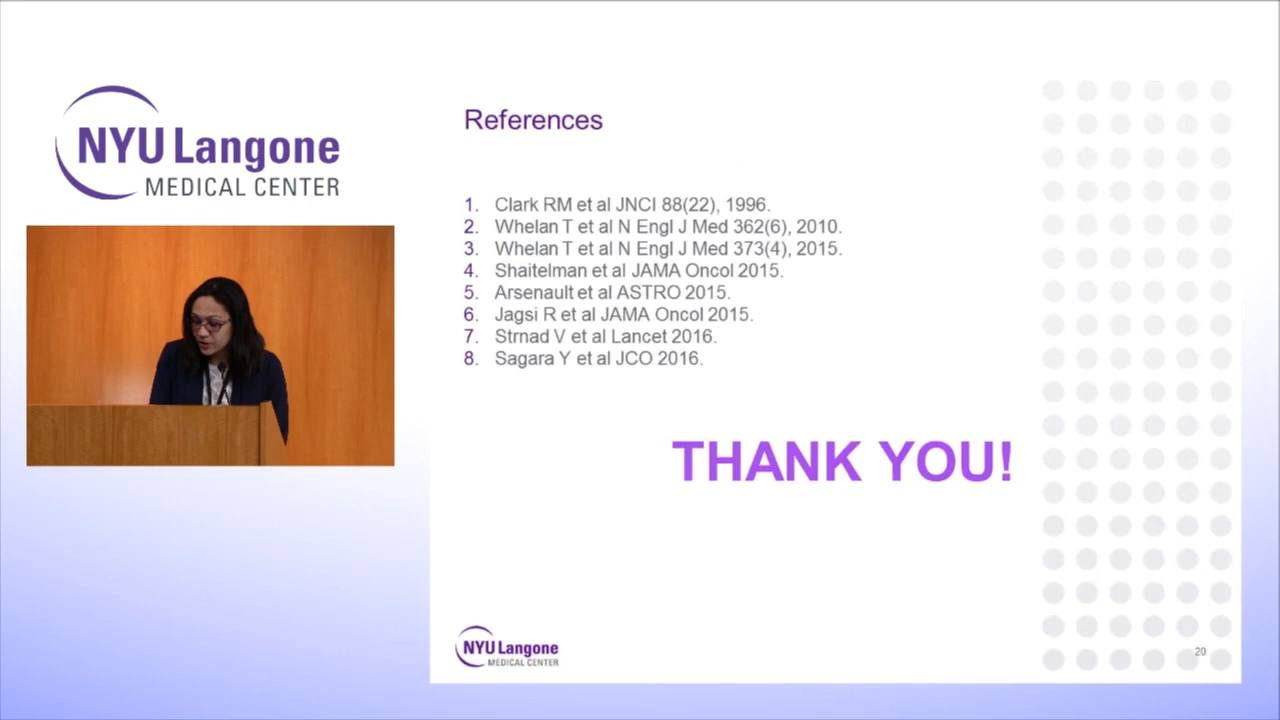 NYU Langone
MEDICAL CENTER
References
1. Clark RM et al JNCI 88(22), 1996.
2. Whelan T et al N Engl J Med 362(6), 2010.
3. Whelan T et al N Engl J Med 373(4), 2015.
4. Shaitelman et al JAMA Oncol 2015.
5. Arsenault et al ASTRO 2015.
6. Jagsi R et al JAMA Oncol 2015.
7. Strnad V et al Lancet 2016.
8. Sagara Y et al JCO 2016.
THANK YOU!
NYU Langone
MEDICAL CENTER
20